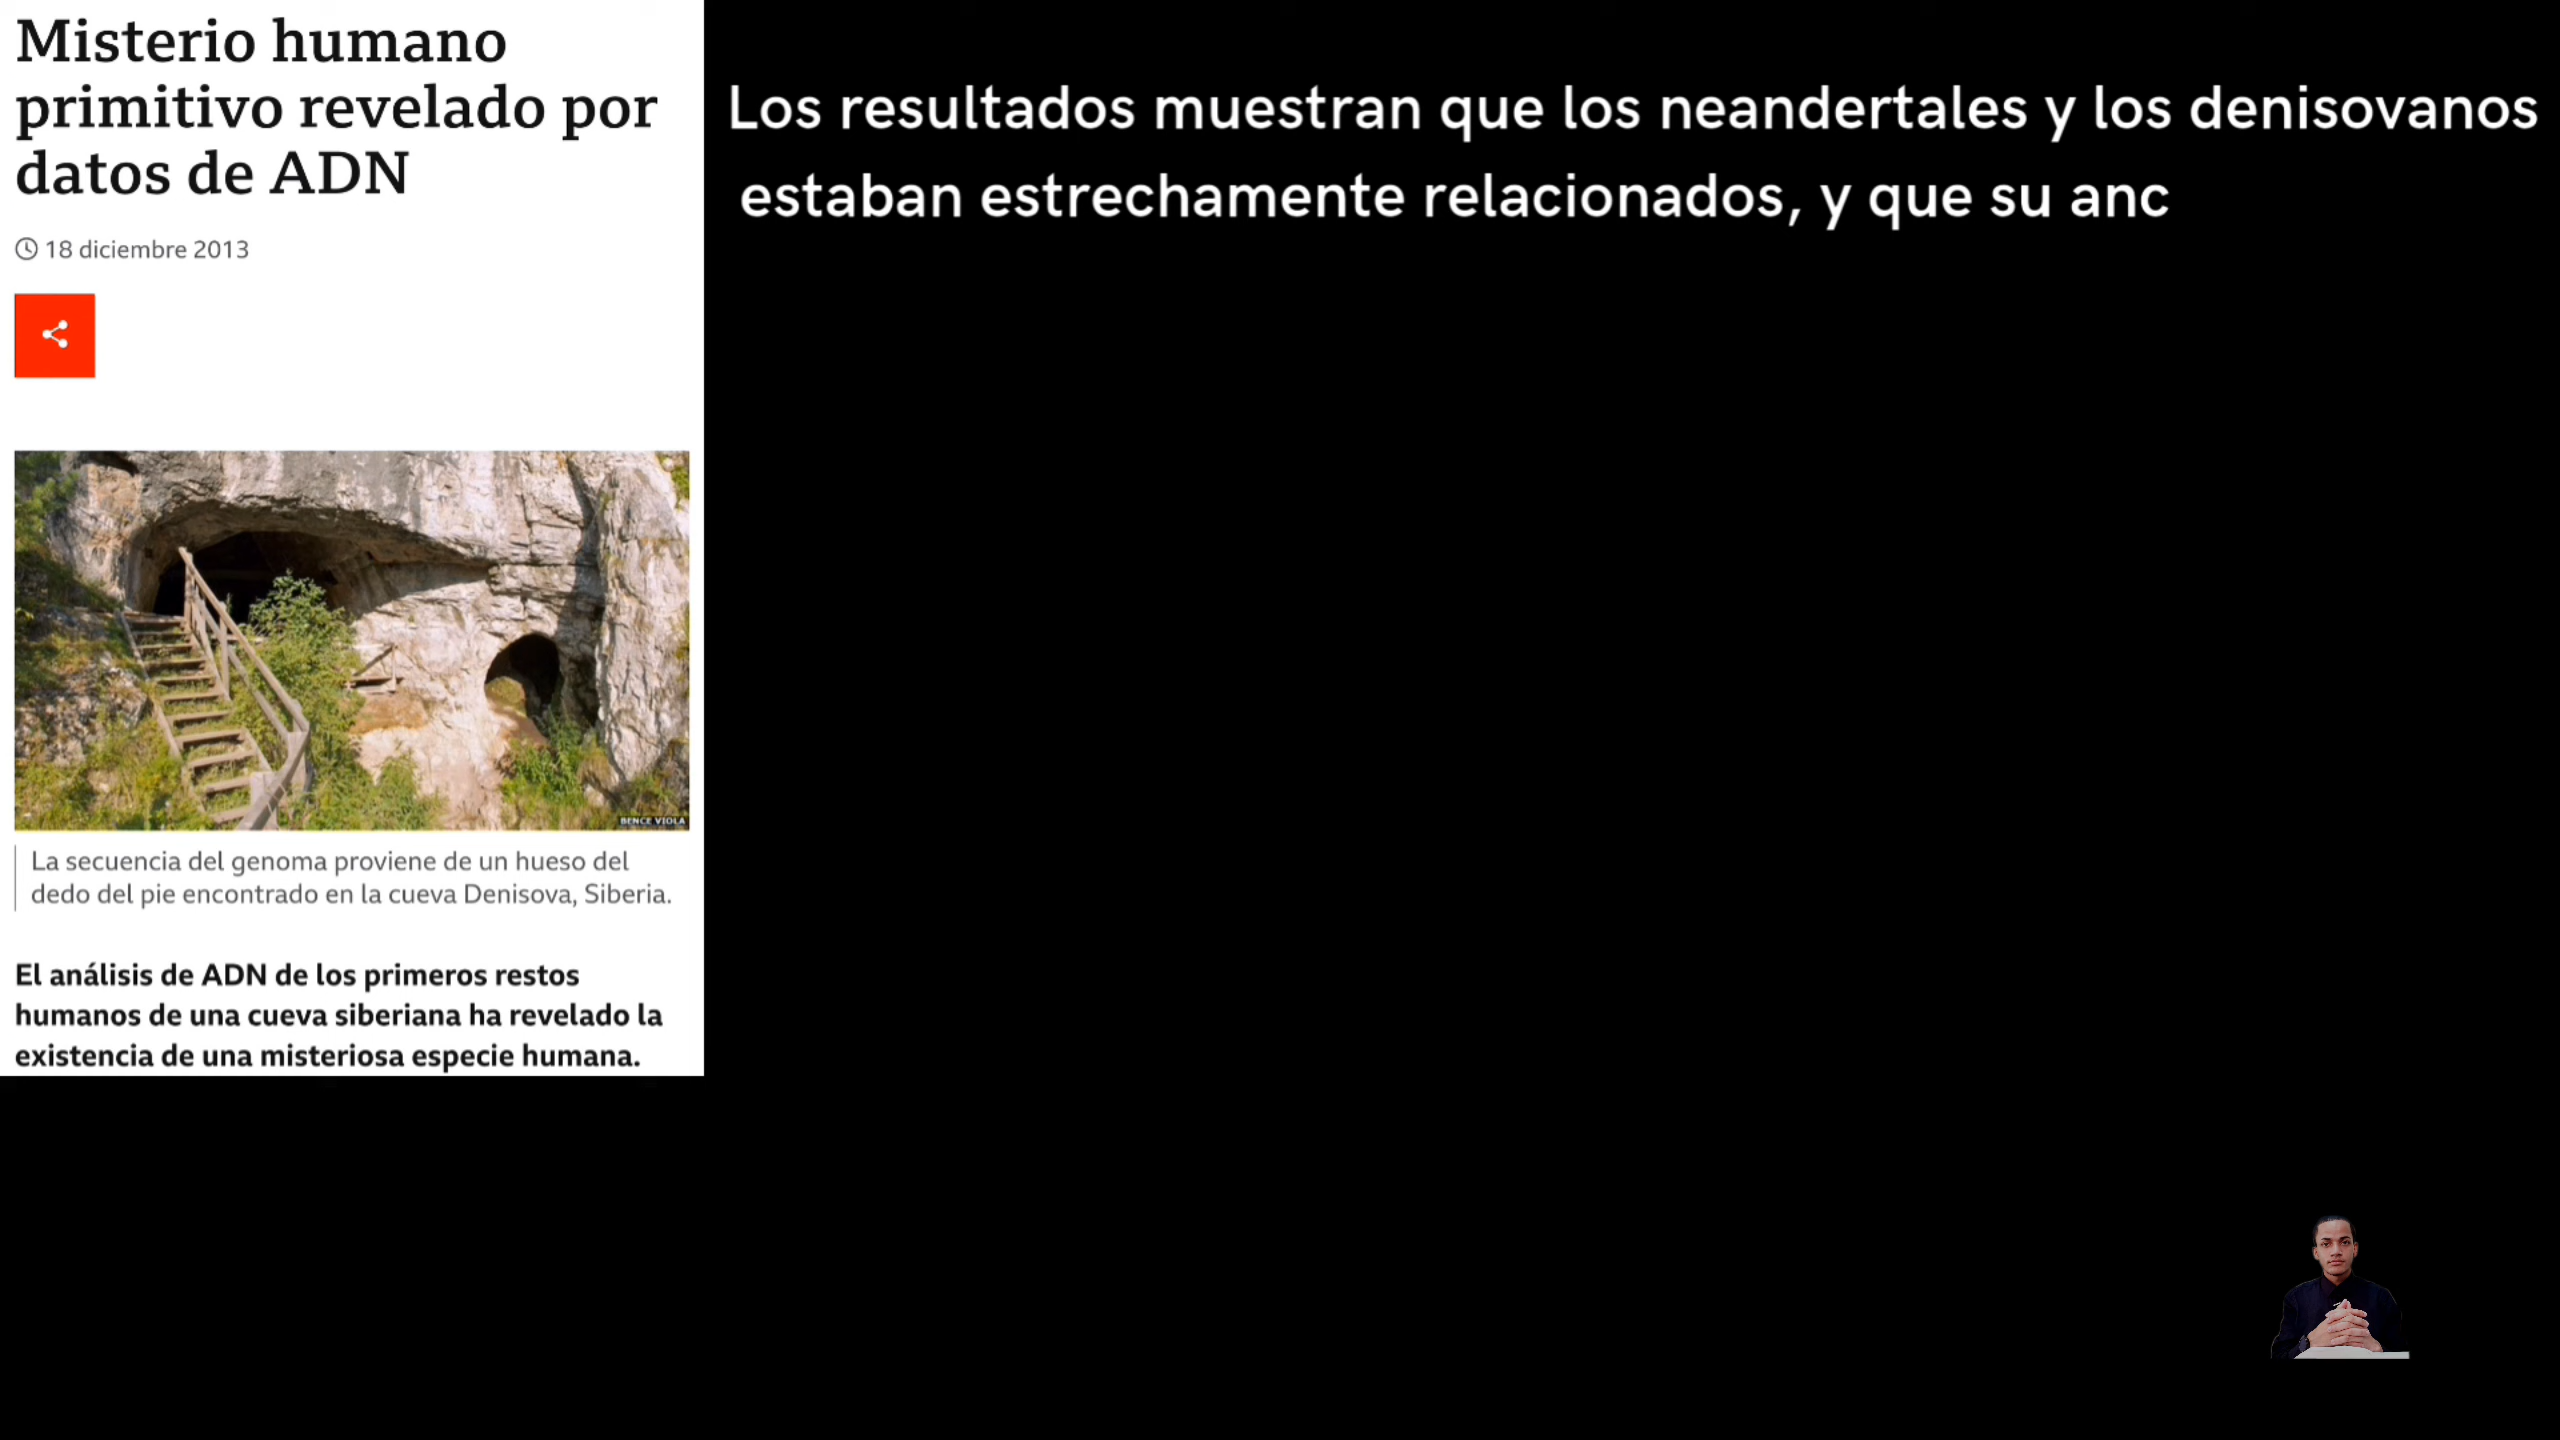 Misterio humano
primitivo revelado por
datos de ADN
18 diciembre 2013
BENCE VIOLA
La secuencia del genoma proviene de un hueso del
dedo del pie encontrado en la cueva Denisova, Siberia.
El análisis de ADN de los primeros restos
humanos de una cueva siberiana ha revelado la
existencia de una misteriosa especie humana.
Los resultados muestran que los neandertales y los denisovanos
estaban estrechamente relacionados, y que su anc